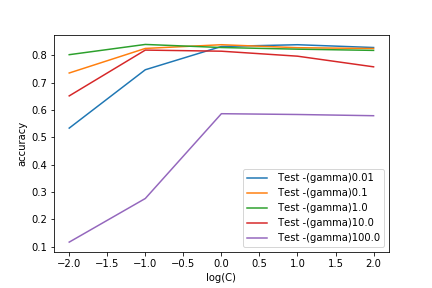 accuracy
0.8
0.7
0.6
0.5
0.4
0.3
0.2
0.1
Test -(gamma)0.01
Test -(gamma)0.1
Test -(gamma)1.0
Test -(gamma)10.0
Test -(gamma)100.0
−2.0 −1.5 −1.0 −0.5 0.0 0.5 1.0 1.5 2.0
log(C)